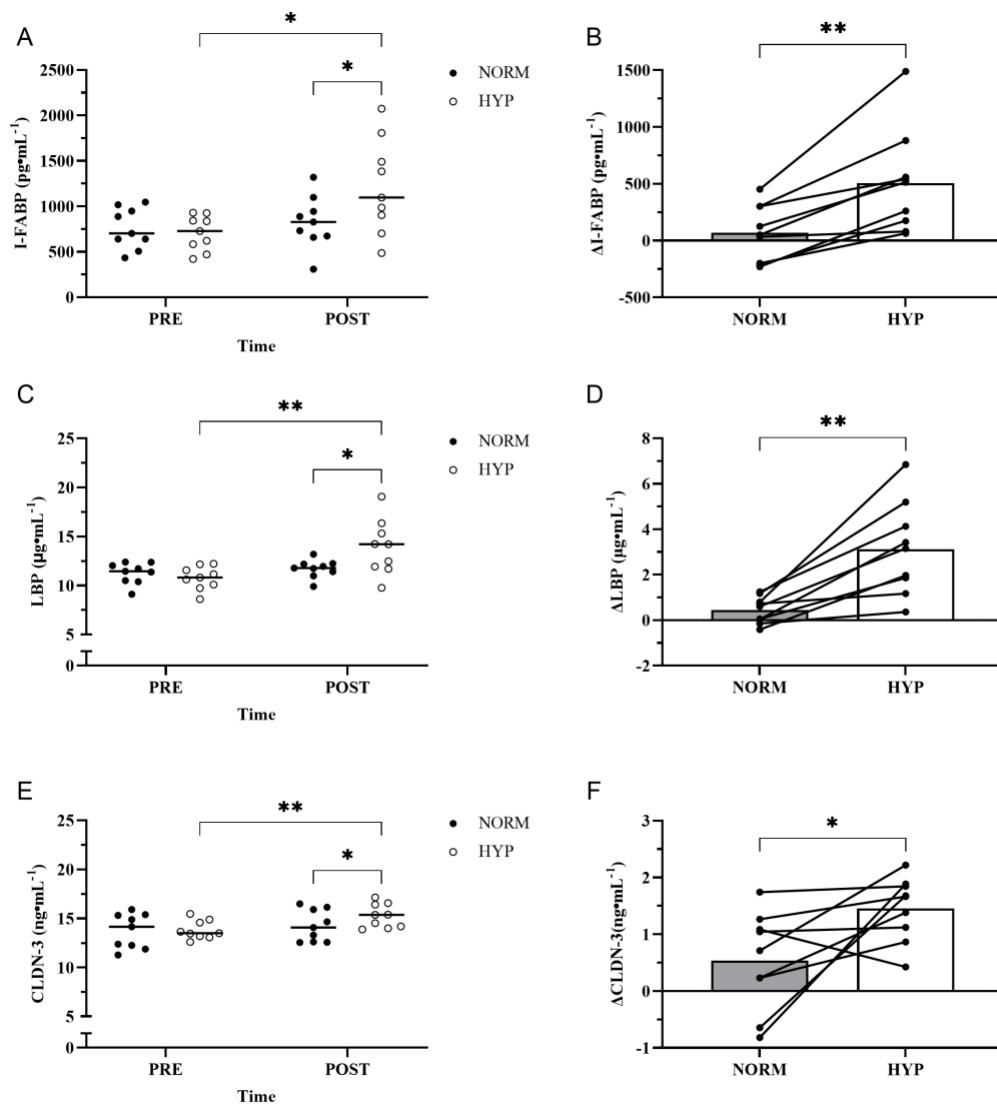 A
*
*
2500
2000
1500
1000
500
0
I-FABP (pg•mL⁻¹)
PRE
POST
Time
NORM
HYP
B
**
1500
1000
500
0
-500
ΔI-FABP (pg•mL⁻¹)
NORM
HYP
C
**
*
25
20
15
10
5
0
LBP (μg•mL⁻¹)
PRE
POST
Time
NORM
HYP
D
**
8
6
4
2
0
-2
ΔLBP (μg•mL⁻¹)
NORM
HYP
E
**
*
25
20
15
10
5
0
CLDN-3 (ng•mL⁻¹)
PRE
POST
Time
NORM
HYP
F
*
3
2
1
0
-1
ΔCLDN-3(ng•mL⁻¹)
NORM
HYP